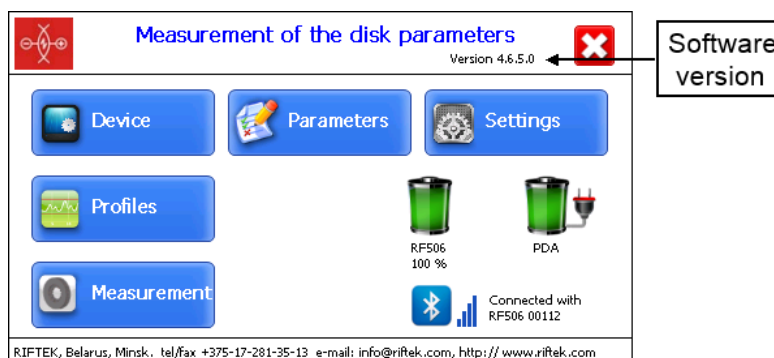 Measurement of the disk parameters
Version 4.6.5.0
Software
version
Device
Parameters
Settings
Profiles
RF506
100 %
PDA
Measurement
Connected with
RF506 00112
RIFTEK, Belarus, Minsk. tel/fax +375-17-281-35-13 e-mail: info@riftek.com, http:// www.riftek.com